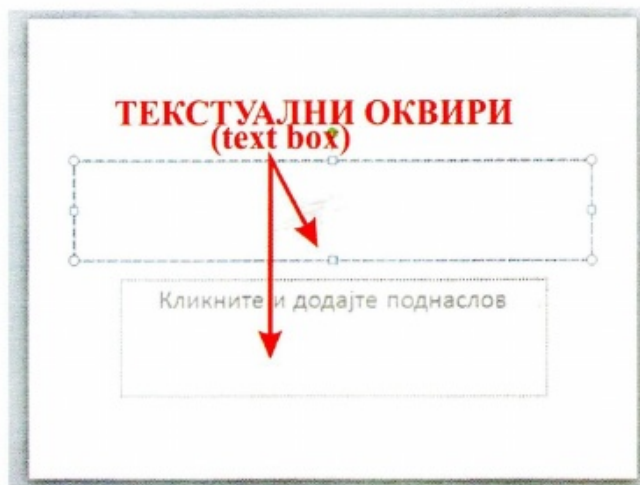 ТЕКСТУАЛНИ ОКВИРИ
(text box)
Кликните и додајте поднаслов